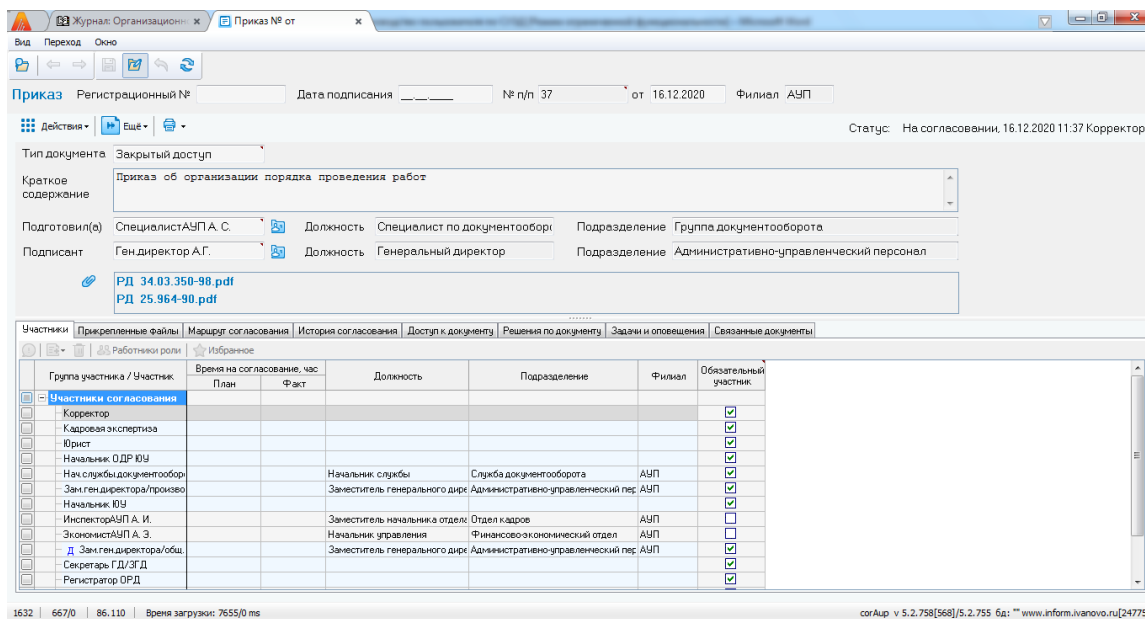 Журнал: Организационн x
Приказ № от x
Вид Переход Окно
Приказ Регистрационный № Дата подписания __.__.____ № п/п 37 от 16.12.2020 Филиал АУП
Действия Ещё
Статус: На согласовании, 16.12.2020 11:37 Корректор
Тип документа Закрытый доступ
Краткое содержание Приказ об организации порядка проведения работ
Подготовил(а) СпециалистАУП А. С. Должность Специалист по документообор Подразделение Группа документооборота
Подписант Ген.директор А.Г. Должность Генеральный директор Подразделение Административно-управленческий персонал
РД 34.03.350-98.pdf
РД 25.964-90.pdf
Участники Прикрепленные файлы Маршрут согласования История согласования Доступ к документу Решения по документу Задачи и оповещения Связанные документы
Работники роли Избранное
Группа участника / Участник Время на согласование, час План Факт Должность Подразделение Филиал Обязательный участник
Участники согласования
Корректор
Кадровая экспертиза
Юрист
Начальник ОДР ЮУ
Нач.службы документообор Начальник службы Служба документооборота АУП
Зам.ген.директора/произво Заместитель генерального дире Административно-управленческий пер АУП
Начальник ЮУ
ИнспекторАУП А. И. Заместитель начальника отдела Отдел кадров АУП
ЭкономистАУП А. З. Начальник управления Финансово-экономический отдел АУП
Д Зам.ген.директора/общ. Заместитель генерального дире Административно-управленческий пер АУП
Секретарь ГД/ЗГД
Регистратор ОРД
1632 667/0 86.110 Время загрузки: 7655/0 ms
corAup v 5.2.758[568]/5.2.755 бд: "" www.inform.ivanovo.ru[24775